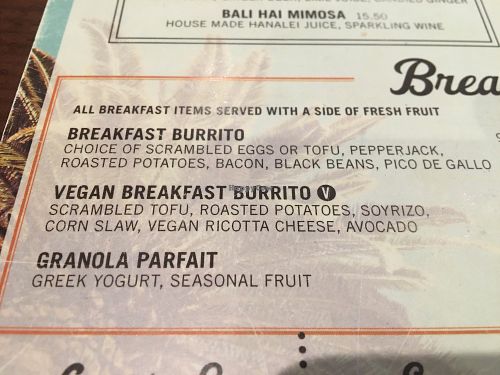 BALI HAI MIMOSA 15.50
HOUSE MADE HANALEI JUICE, SPARKLING WINE
Brea
ALL BREAKFAST ITEMS SERVED WITH A SIDE OF FRESH FRUIT
BREAKFAST BURRITO
CHOICE OF SCRAMBLED EGGS OR TOFU, PEPPERJACK,
ROASTED POTATOES, BACON, BLACK BEANS, PICO DE GALLO
VEGAN BREAKFAST BURRITO V
SCRAMBLED TOFU, ROASTED POTATOES, SOYRIZO,
CORN SLAW, VEGAN RICOTTA CHEESE, AVOCADO
GRANOLA PARFAIT
GREEK YOGURT, SEASONAL FRUIT